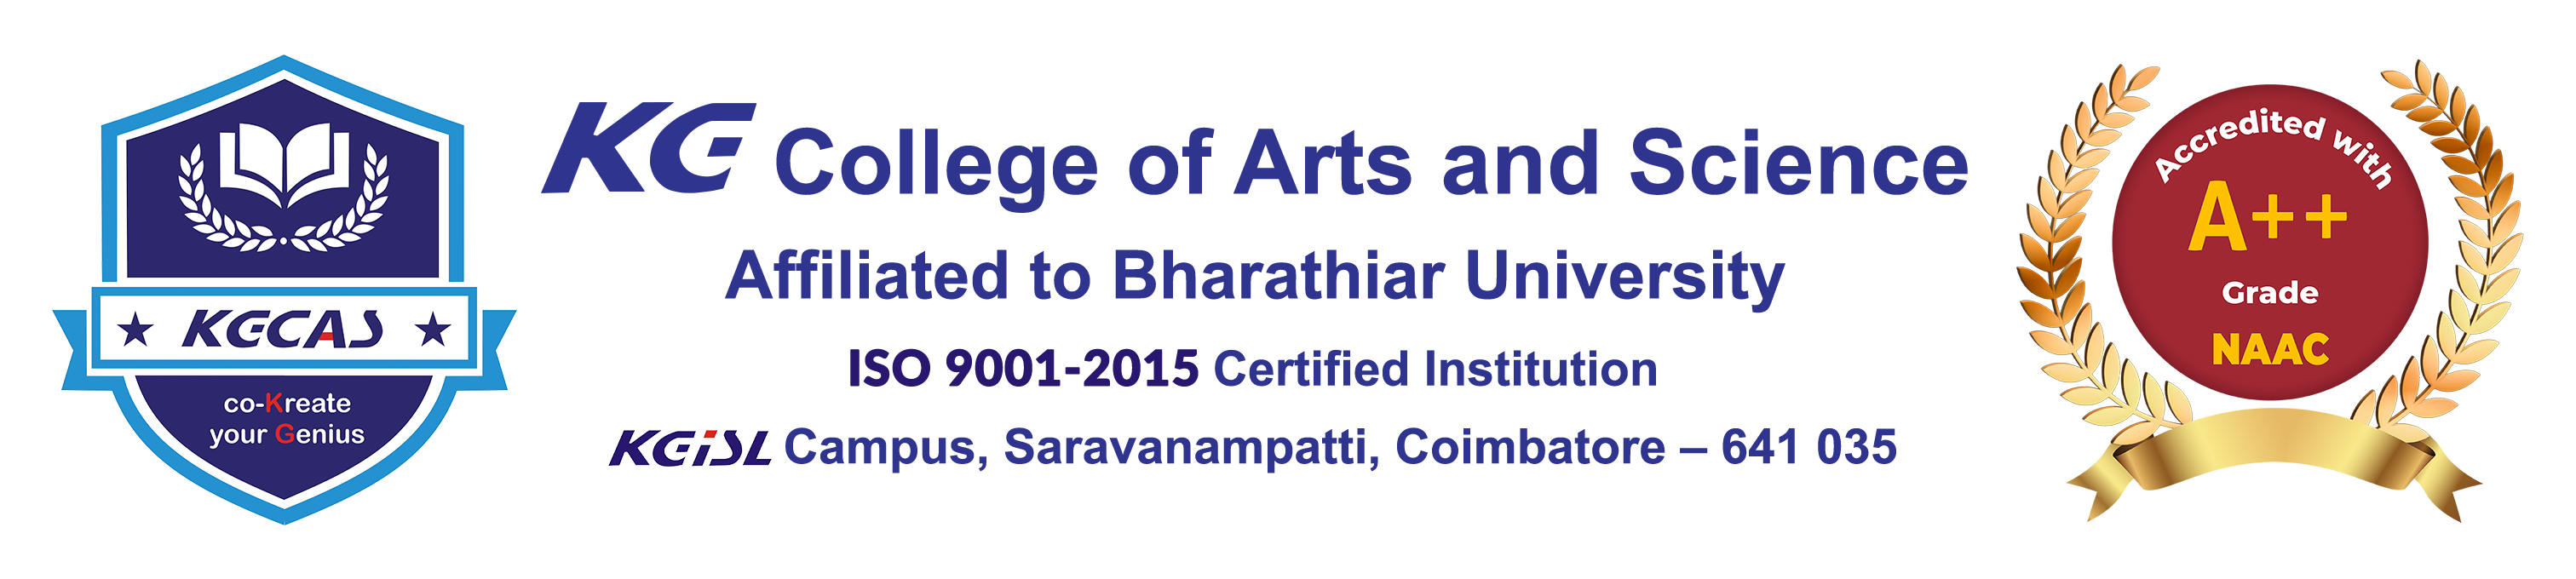 KGCAS
co-Kreate
your Genius
KG College of Arts and Science
Affiliated to Bharathiar University
ISO 9001-2015 Certified Institution
KGiSL Campus, Saravanampatti, Coimbatore – 641 035
Accredited with
A++
Grade
NAAC